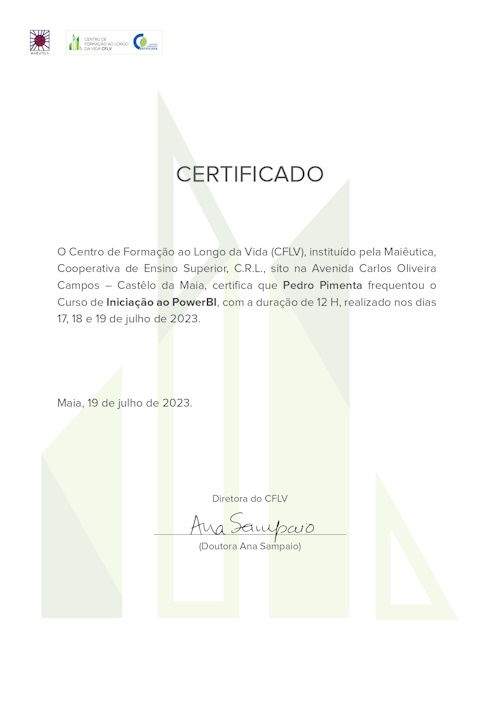 MAIÊUTICA
CENTRO DE
FORMAÇÃO AO LONGO
DA VIDA CFLV
CERTIFICADO
O Centro de Formação ao Longo da Vida (CFLV), instituído pela Maiêutica,
Cooperativa de Ensino Superior, C.R.L., sito na Avenida Carlos Oliveira
Campos – Castêlo da Maia, certifica que Pedro Pimenta frequentou o
Curso de Iniciação ao PowerBI, com a duração de 12 H, realizado nos dias
17, 18 e 19 de julho de 2023.
Maia, 19 de julho de 2023.
Diretora do CFLV
Ana Sampaio
(Doutora Ana Sampaio)